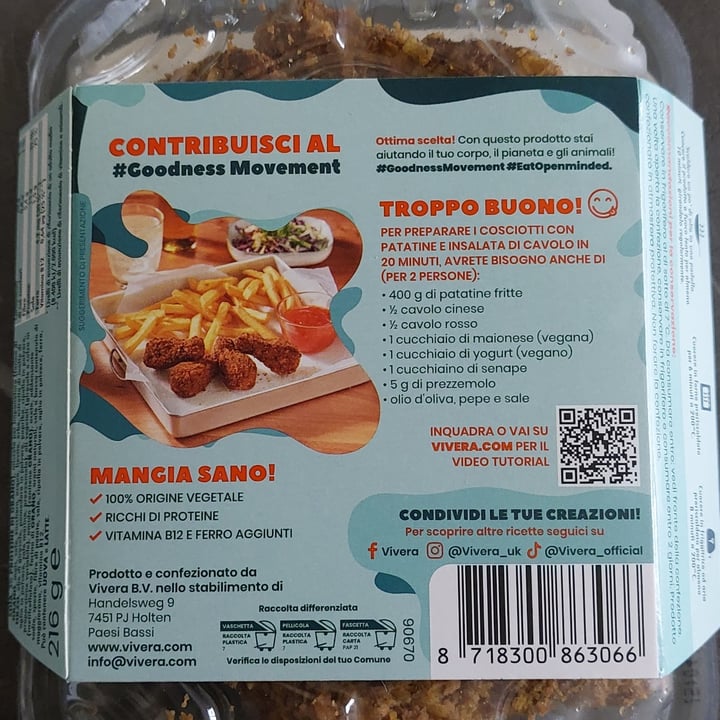 CONTRIBUISCI AL
#Goodness Movement
Ottima scelta! Con questo prodotto stai
aiutando il tuo corpo, il pianeta e gli animali!
#GoodnessMovement #EatOpenminded.
SUGGERIMENTO DI PRESENTAZIONE
TROPPO BUONO!
PER PREPARARE I COSCIOTTI CON
PATATINE E INSALATA DI CAVOLO IN
20 MINUTI, AVRETE BISOGNO ANCHE DI
(PER 2 PERSONE):
• 400 g di patatine fritte
• ½ cavolo cinese
• ½ cavolo rosso
• 1 cucchiaio di maionese (vegana)
• 1 cucchiaio di yogurt (vegano)
• 1 cucchiaino di senape
• 5 g di prezzemolo
• olio d'oliva, pepe e sale
INQUADRA O VAI SU
VIVERA.COM PER IL
VIDEO TUTORIAL
MANGIA SANO!
100% ORIGINE VEGETALE
RICCHI DI PROTEINE
VITAMINA B12 E FERRO AGGIUNTI
CONDIVIDI LE TUE CREAZIONI!
Per scoprire altre ricette seguici su
Vivera @Vivera_uk @Vivera_official
Prodotto e confezionato da
Vivera B.V. nello stabilimento di
Handelsweg 9
7451 PJ Holten
Paesi Bassi
www.vivera.com
info@vivera.com
Raccolta differenziata
VASCHETTA
RACCOLTA
PLASTICA
7
PELLICOLA
RACCOLTA
PLASTICA
7
FASCETTA
RACCOLTA
CARTA
PAP 21
Verifica le disposizioni del tuo Comune
90670
8 718300 863066
216 g e